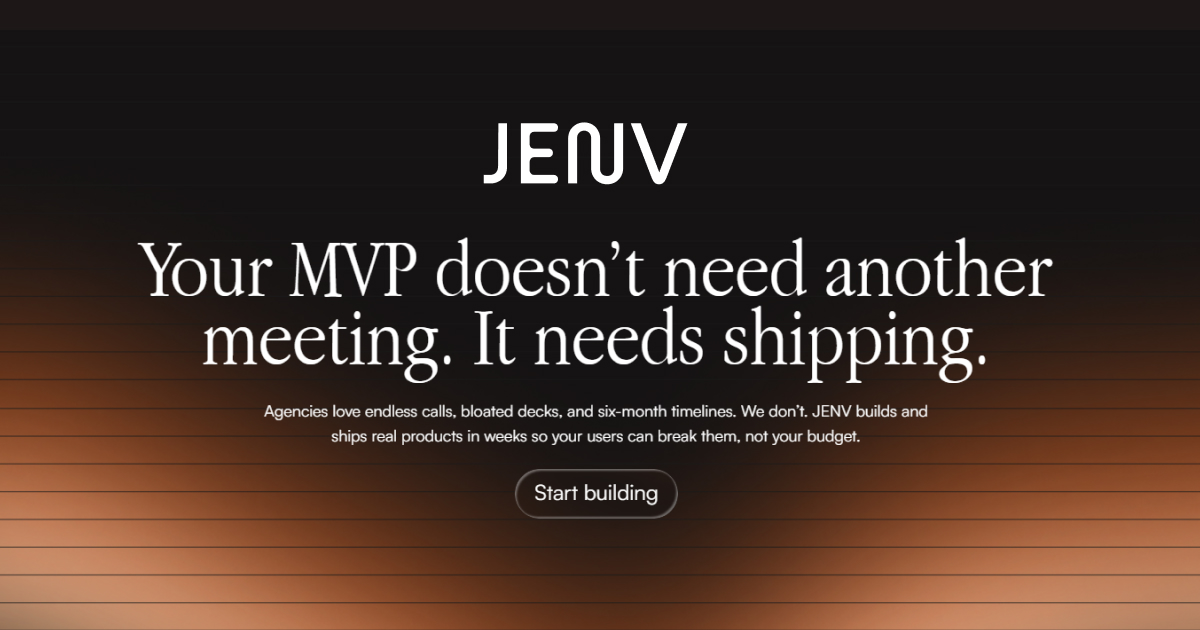 JENV
Your MVP doesn’t need another
meeting. It needs shipping.
Agencies love endless calls, bloated decks, and six-month timelines. We don’t. JENV builds and
ships real products in weeks so your users can break them, not your budget.
Start building